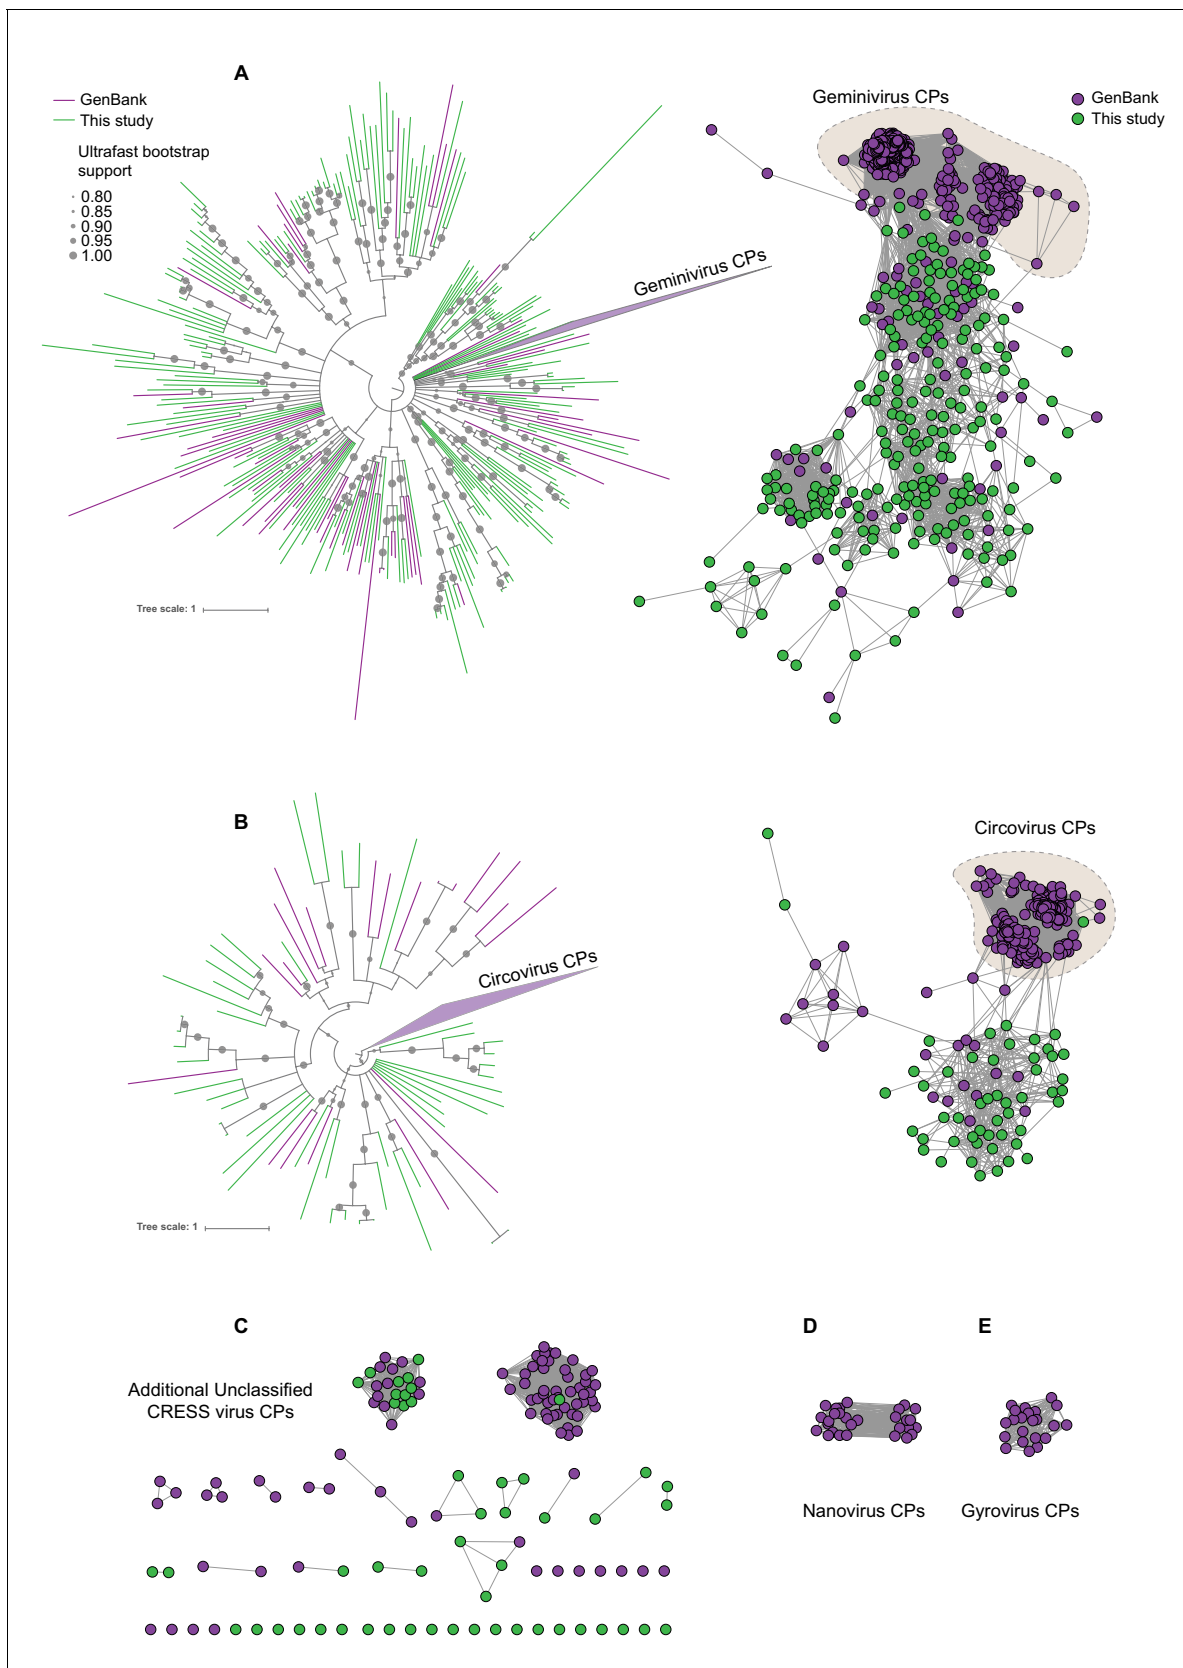 A
GenBank
This study
Ultrafast bootstrap
support
0.80
0.85
0.90
0.95
1.00
Geminivirus CPs
Tree scale: 1
Geminivirus CPs
GenBank
This study
B
Circovirus CPs
Tree scale: 1
Circovirus CPs
C
Additional Unclassified
CRESS virus CPs
D
Nanovirus CPs
E
Gyrovirus CPs